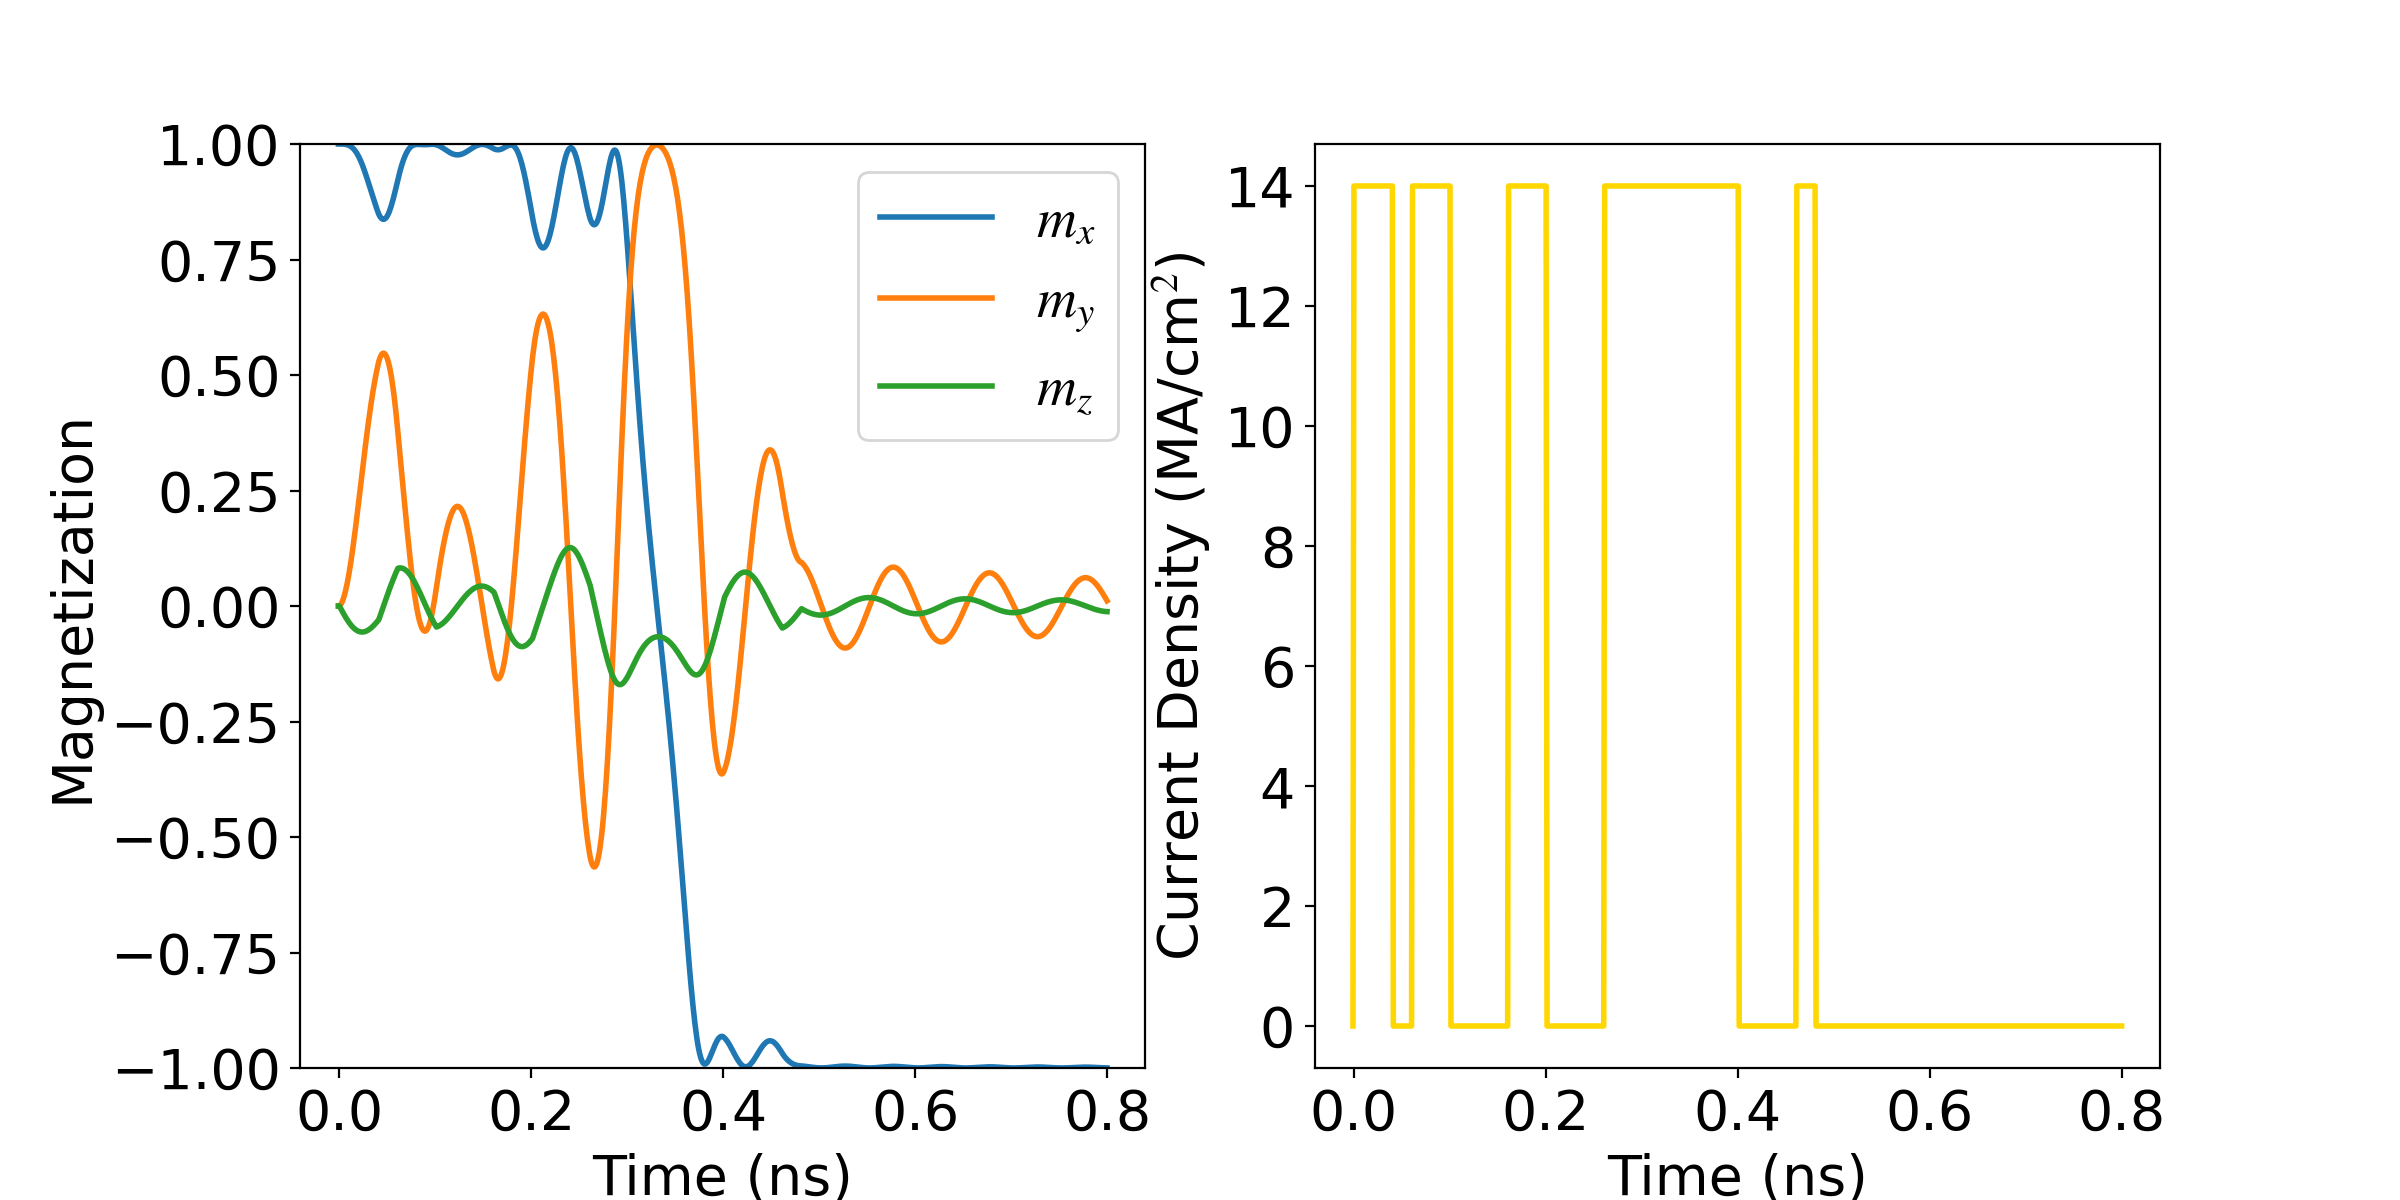 Magnetization
1.00
0.75
0.50
0.25
0.00
−0.25
−0.50
−0.75
−1.00
0.0 0.2 0.4 0.6 0.8
Time (ns)
m_x
m_y
m_z
Current Density (MA/cm²)
14
12
10
8
6
4
2
0
0.0 0.2 0.4 0.6 0.8
Time (ns)